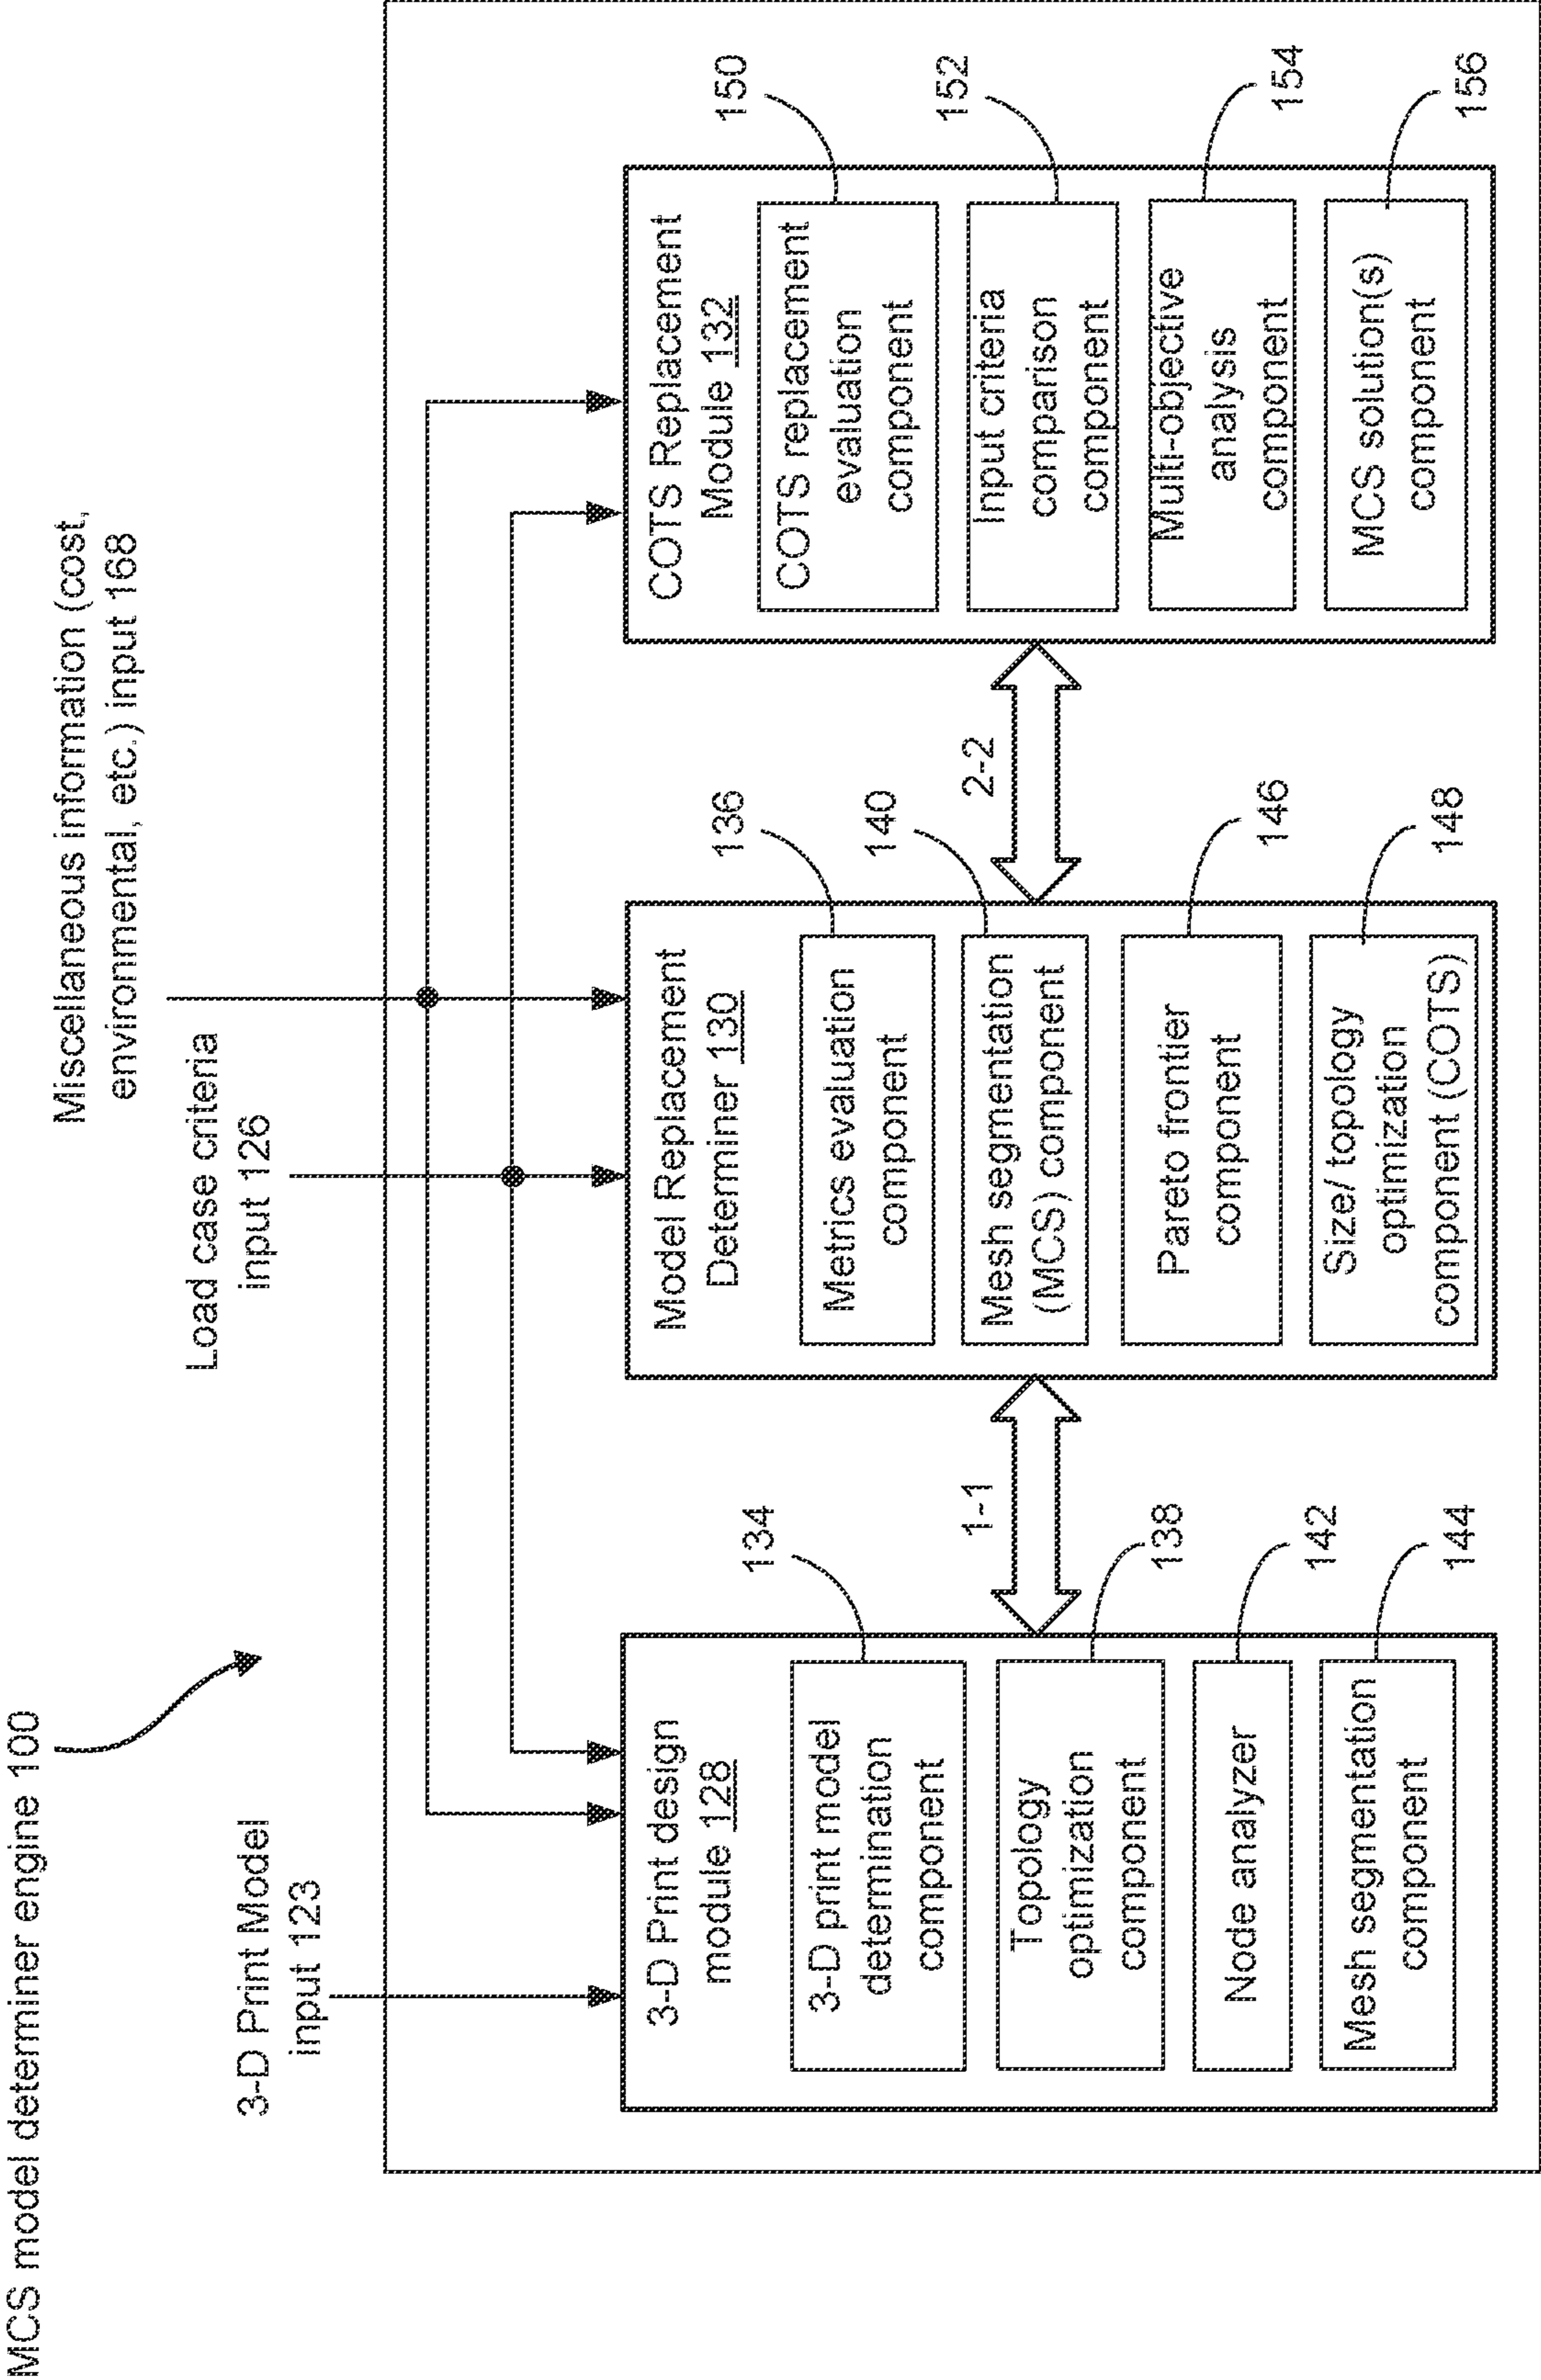 MCS model determiner engine 100
3-D Print Model
input 123
Load case criteria
input 126
Miscellaneous information (cost,
environmental, etc.) input 168
3-D Print design
module 128
134
3-D print model
determination
component
138
Topology
optimization
component
142
Node analyzer
144
Mesh segmentation
component
1-1
Model Replacement
Determiner 130
136
Metrics evaluation
component
140
Mesh segmentation
(MCS) component
146
Pareto frontier
component
148
Size/ topology
optimization
component (COTS)
2-2
COTS Replacement
Module 132
150
COTS replacement
evaluation
component
152
Input criteria
comparison
component
154
Multi-objective
analysis
component
156
MCS solution(s)
component